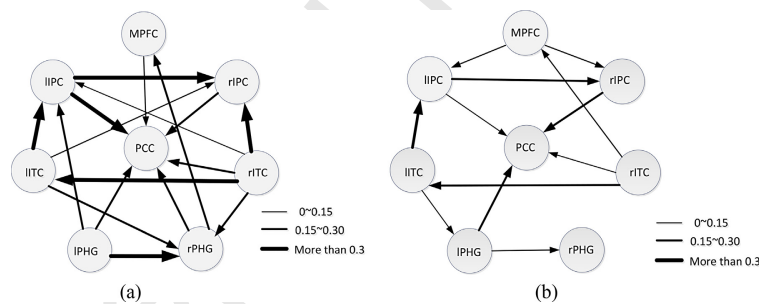 MPFC
lIPC
rIPC
PCC
lITC
rITC
lPHG
rPHG
0~0.15
0.15~0.30
More than 0.3
(a)
MPFC
lIPC
rIPC
PCC
lITC
rITC
lPHG
rPHG
0~0.15
0.15~0.30
More than 0.3
(b)